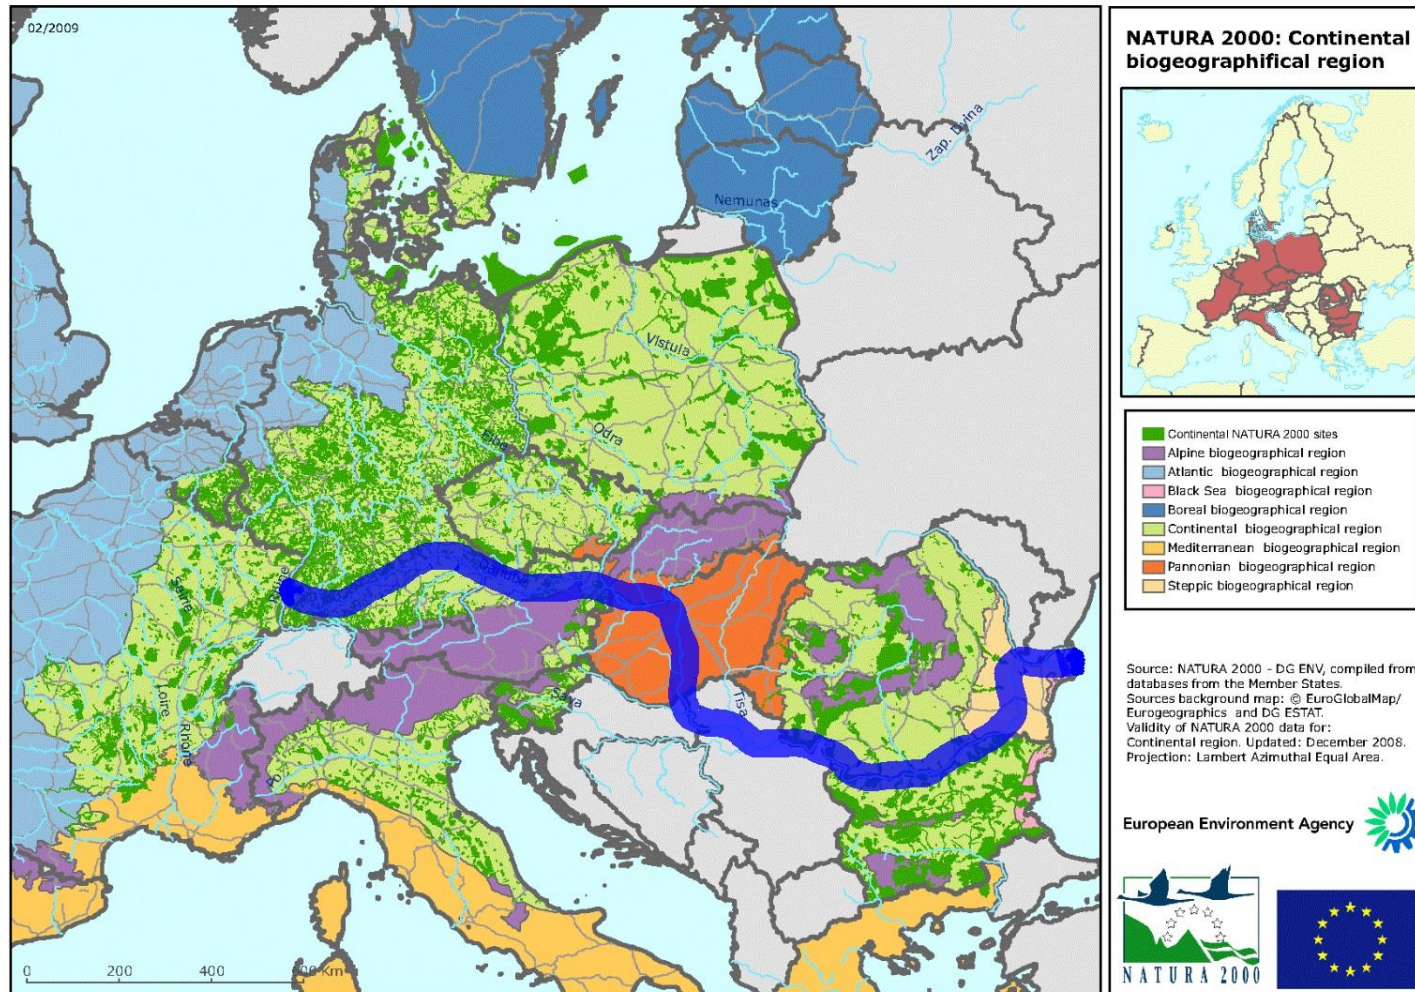 02/2009
Zap. Dvina
Nemunas
Vistula
Odra
Elbe
Danube
Rhine
Seine
Loire
Rhône
Sava
Tisa
Po
0 200 400 600 Km
NATURA 2000: Continental
biogeographifical region
Continental NATURA 2000 sites
Alpine biogeographical region
Atlantic biogeographical region
Black Sea biogeographical region
Boreal biogeographical region
Continental biogeographical region
Mediterranean biogeographical region
Pannonian biogeographical region
Steppic biogeographical region
Source: NATURA 2000 - DG ENV, compiled from
databases from the Member States.
Sources background map: © EuroGlobalMap/
Eurogeographics and DG ESTAT.
Validity of NATURA 2000 data for:
Continental region. Updated: December 2008.
Projection: Lambert Azimuthal Equal Area.
European Environment Agency
NATURA 2000